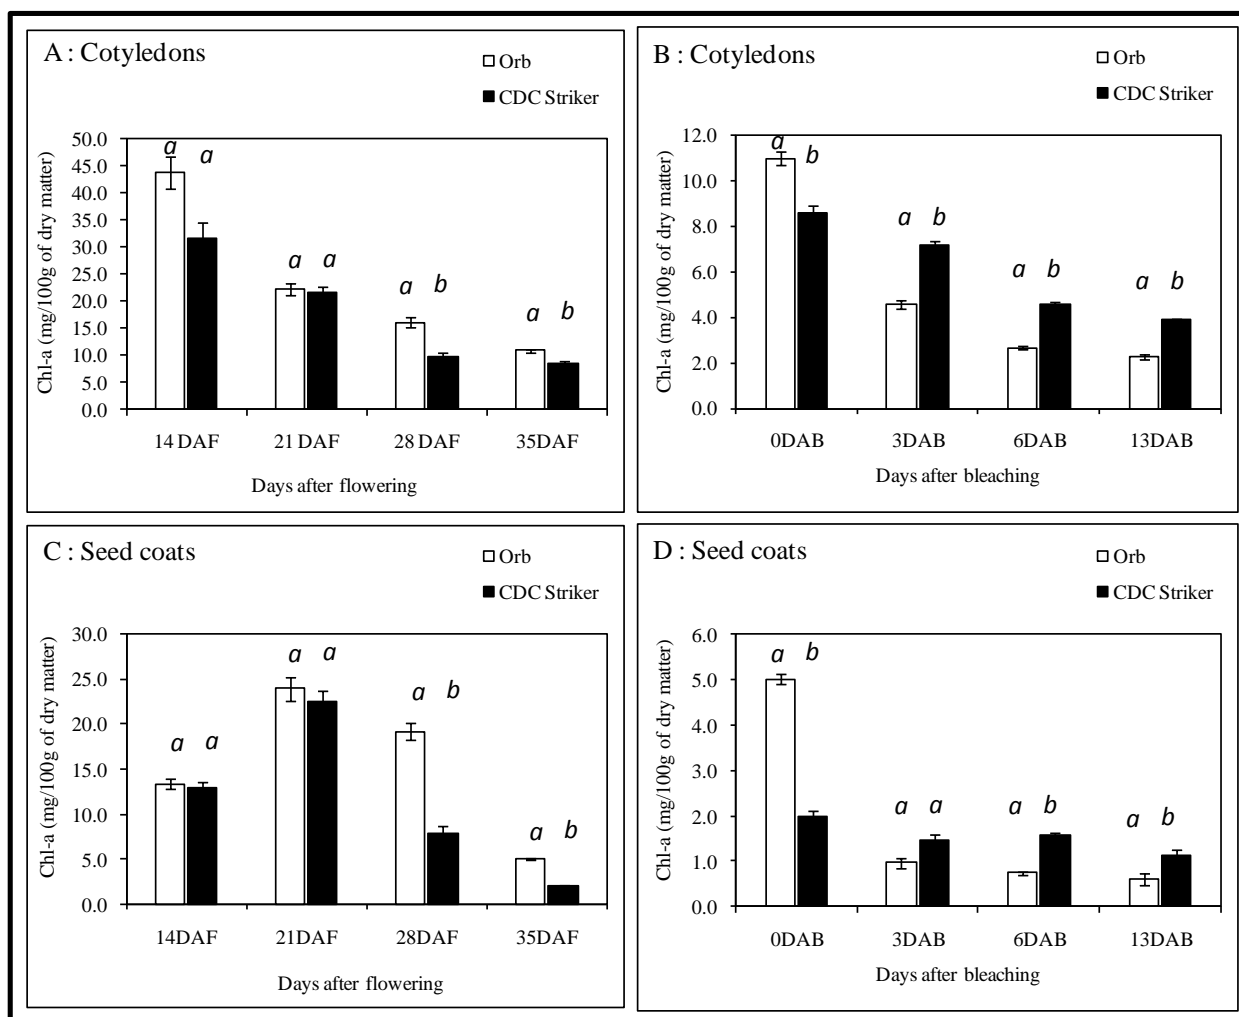 A : Cotyledons
Orb
CDC Striker
Chl-a (mg/100g of dry matter)
50.0
45.0
40.0
35.0
30.0
25.0
20.0
15.0
10.0
5.0
0.0
a a
a a
a b
a b
14 DAF 21 DAF 28 DAF 35DAF
Days after flowering
B : Cotyledons
Orb
CDC Striker
Chl-a (mg/100g of dry matter)
12.0
10.0
8.0
6.0
4.0
2.0
0.0
a b
a b
a b
a b
0DAB 3DAB 6DAB 13DAB
Days after bleaching
C : Seed coats
Orb
CDC Striker
Chl-a (mg/100g of dry matter)
30.0
25.0
20.0
15.0
10.0
5.0
0.0
a a
a a
a b
a b
14DAF 21DAF 28DAF 35DAF
Days after flowering
D : Seed coats
Orb
CDC Striker
Chl-a (mg/100g of dry matter)
6.0
5.0
4.0
3.0
2.0
1.0
0.0
a b
a a
a b
a b
0DAB 3DAB 6DAB 13DAB
Days after bleaching